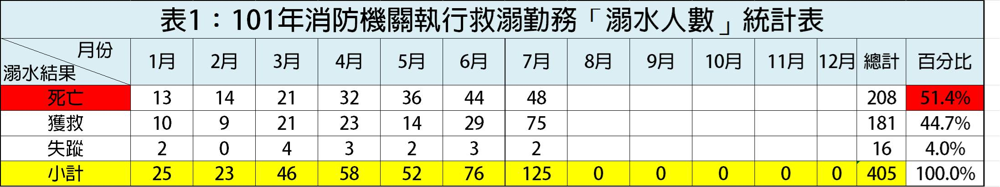 表1：101年消防機關執行救溺勤務「溺水人數」統計表
月份 溺水結果 1月 2月 3月 4月 5月 6月 7月 8月 9月 10月 11月 12月 總計 百分比
死亡 13 14 21 32 36 44 48 208 51.4%
獲救 10 9 21 23 14 29 75 181 44.7%
失蹤 2 0 4 3 2 3 2 16 4.0%
小計 25 23 46 58 52 76 125 0 0 0 0 0 405 100.0%